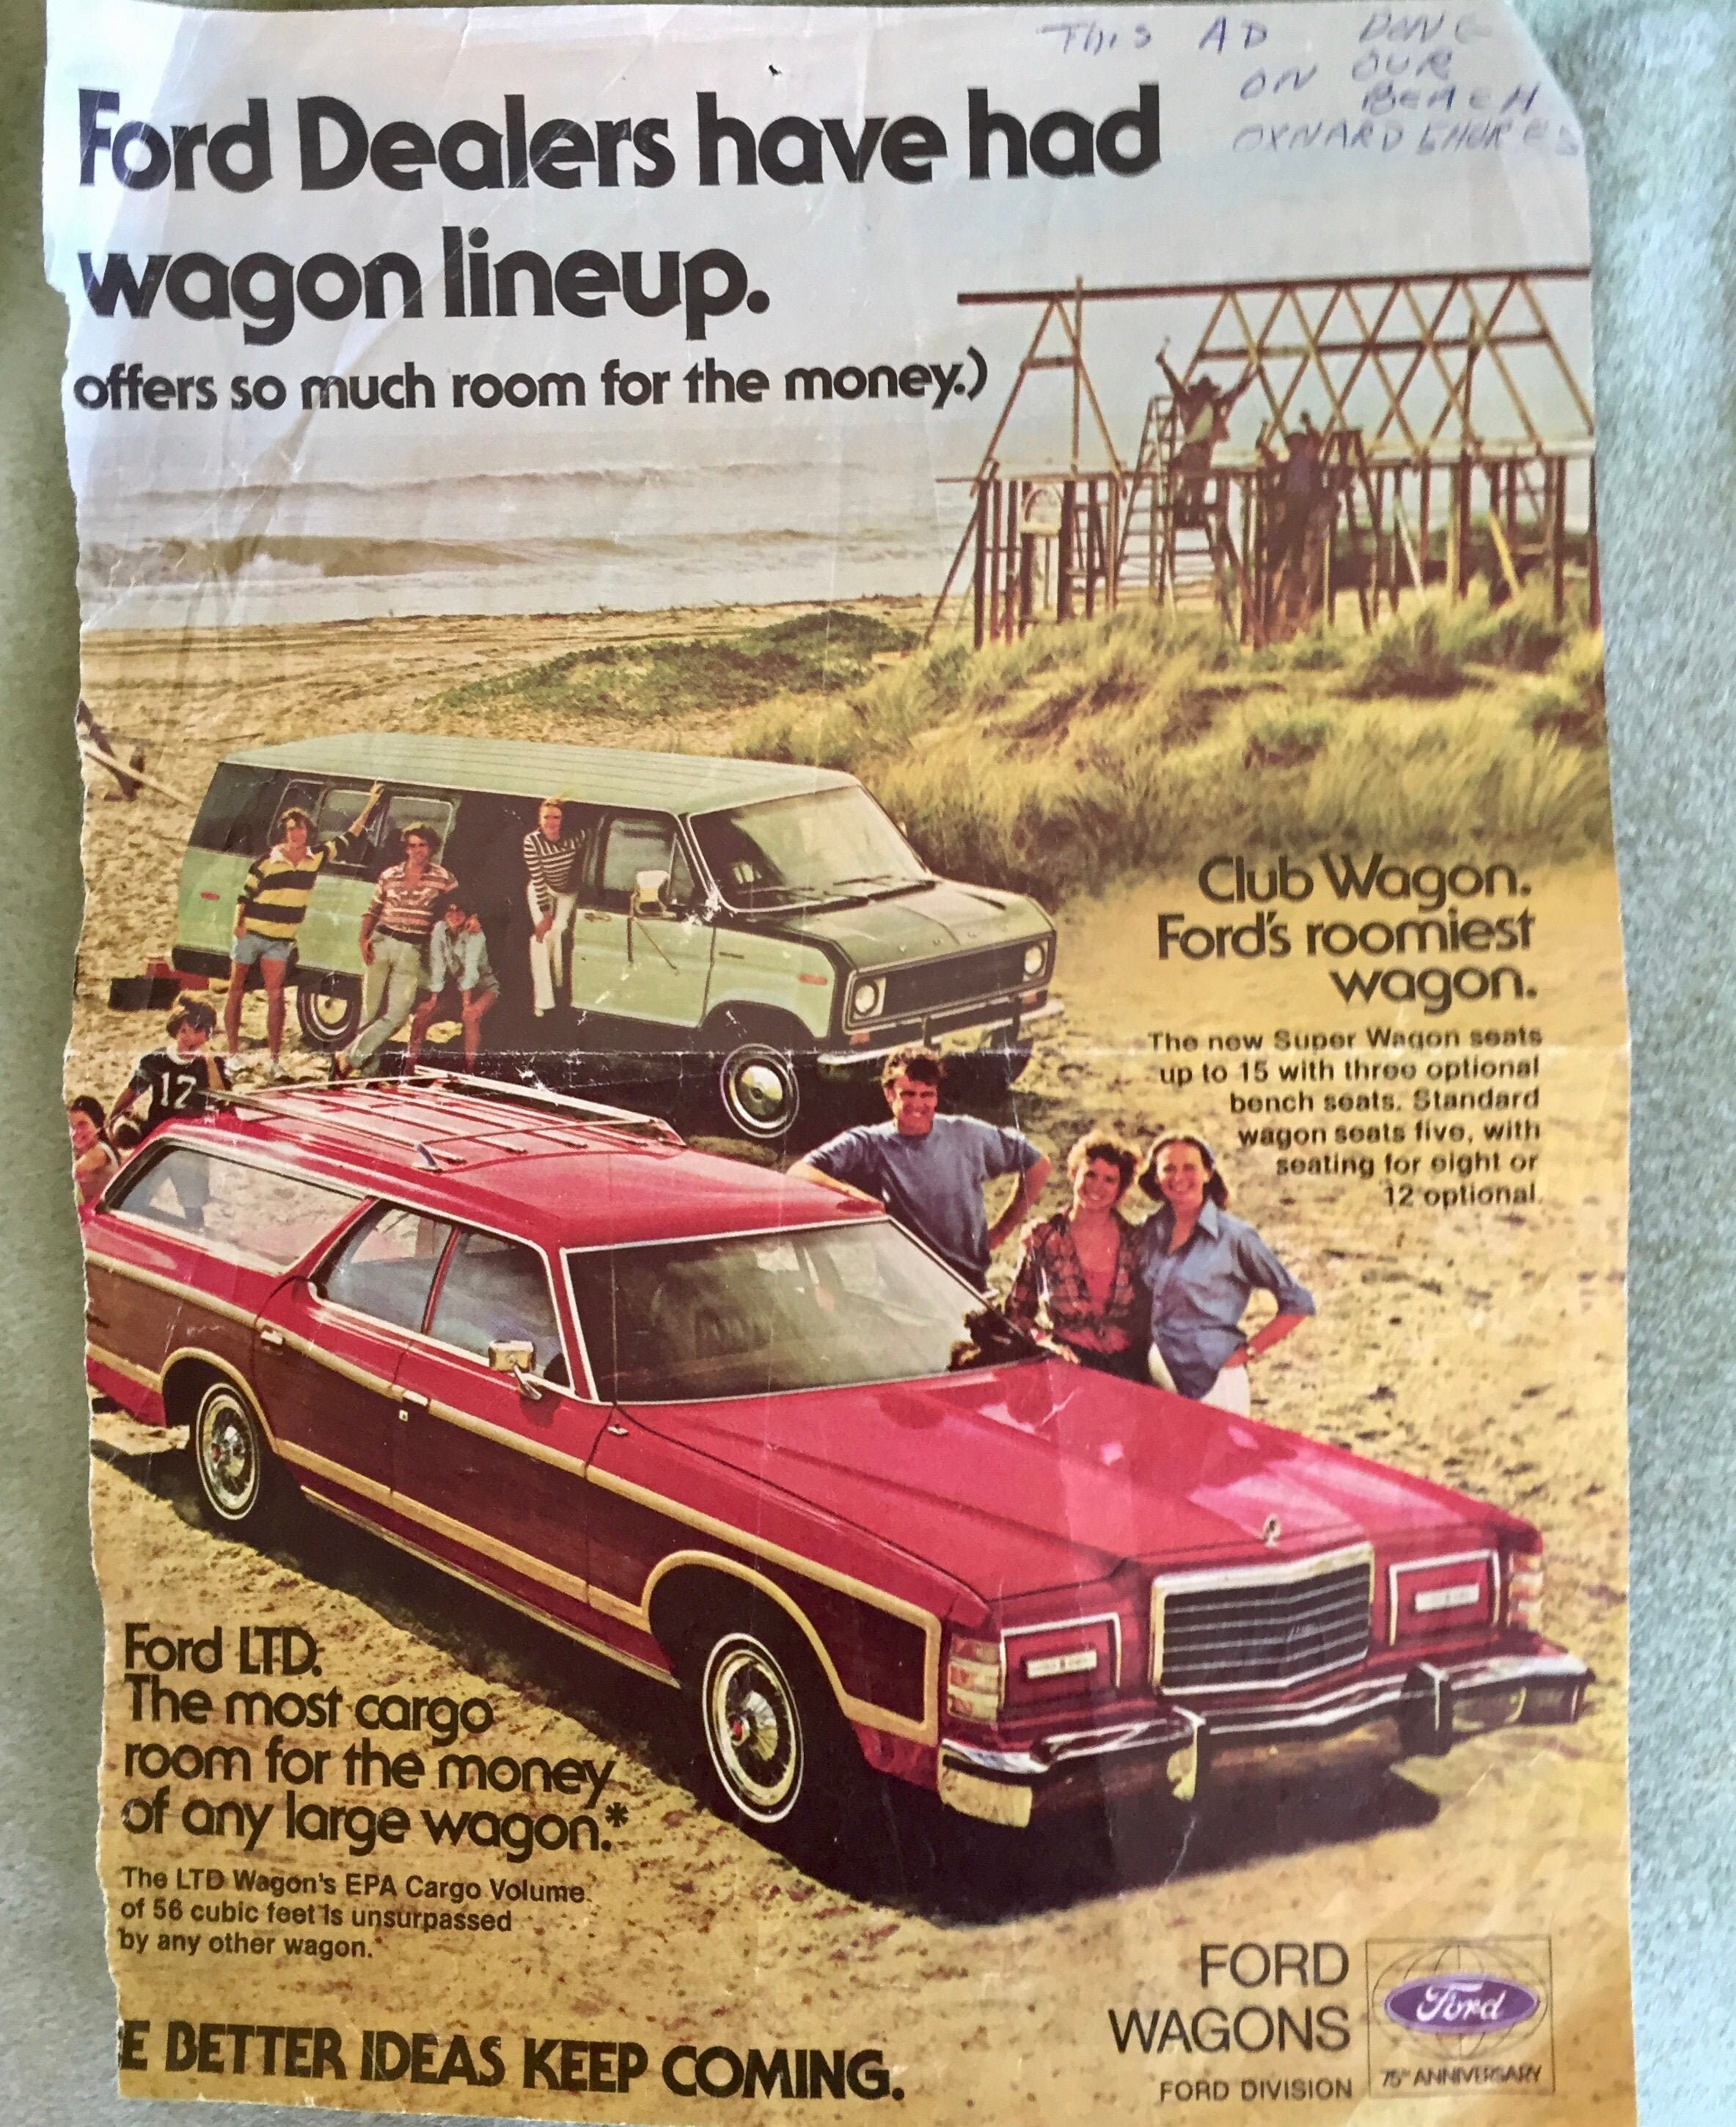 THIS AD DONE
ON OUR
BEACH
OXNARD SHORES
Ford Dealers have had
wagon lineup.
offers so much room for the money.)
Club Wagon.
Ford's roomiest
wagon.
The new Super Wagon seats
up to 15 with three optional
bench seats. Standard
wagon seats five, with
seating for eight or
12 optional.
12
Ford LTD.
The most cargo
room for the money
of any large wagon.*
The LTD Wagon's EPA Cargo Volume
of 56 cubic feet is unsurpassed
by any other wagon.
E BETTER IDEAS KEEP COMING.
FORD
WAGONS
FORD DIVISION
Ford
75TH ANNIVERSARY